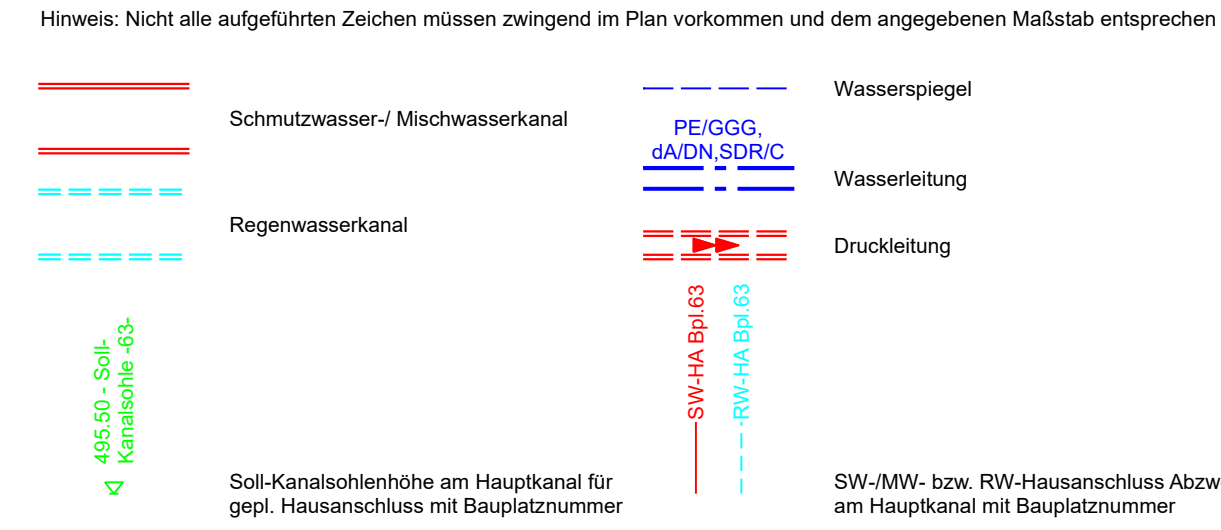 Hinweis: Nicht alle aufgeführten Zeichen müssen zwingend im Plan vorkommen und dem angegebenen Maßstab entsprechen
Schmutzwasser-/ Mischwasserkanal
Regenwasserkanal
495.50 - Soll-
Kanalsohle -63-
Soll-Kanalsohlenhöhe am Hauptkanal für
gepl. Hausanschluss mit Bauplatznummer
Wasserspiegel
PE/GGG,
dA/DN,SDR/C
Wasserleitung
Druckleitung
SW-HA Bpl.63
RW-HA Bpl.63
SW-/MW- bzw. RW-Hausanschluss Abzw
am Hauptkanal mit Bauplatznummer